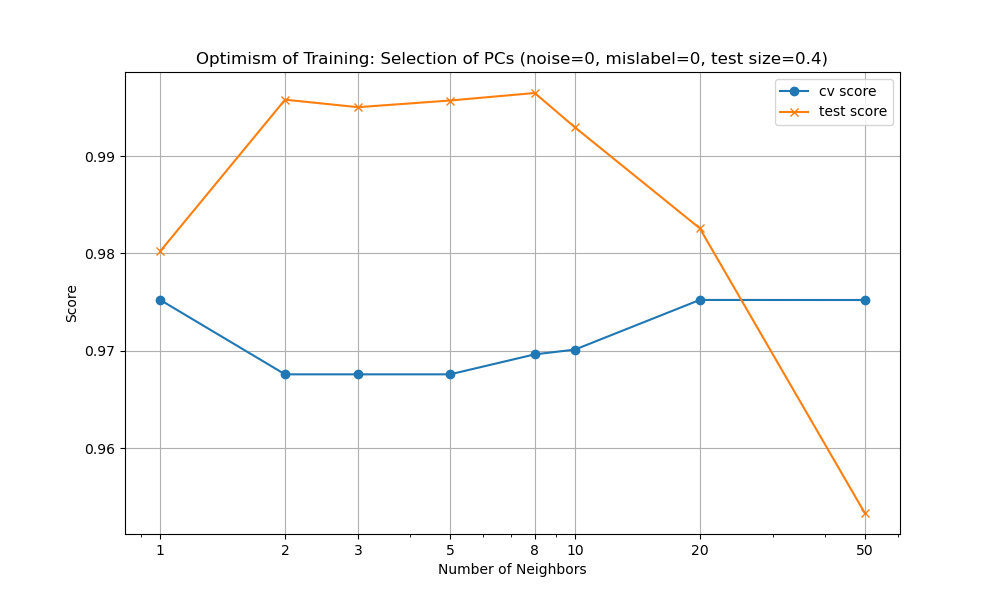 Optimism of Training: Selection of PCs (noise=0, mislabel=0, test size=0.4)
cv score
test score
0.99
0.98
0.97
0.96
Score
1 2 3 5 8 10 20 50
Number of Neighbors